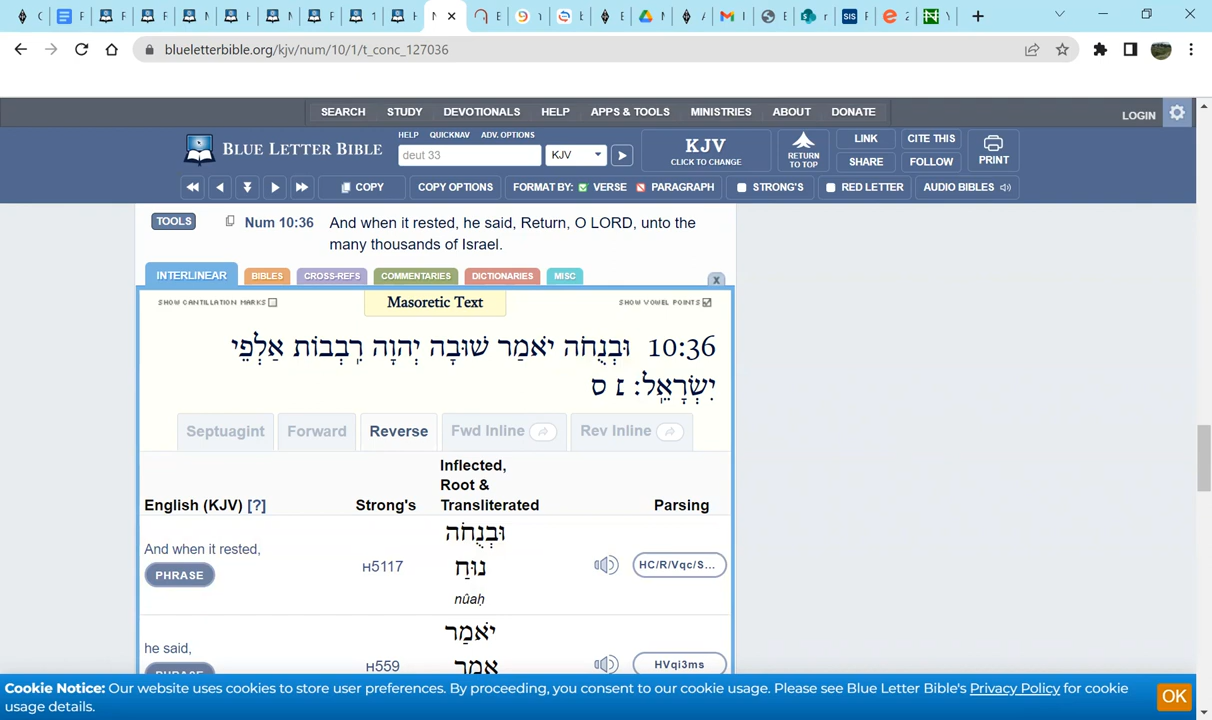 blueletterbible.org/kjv/num/10/1/t_conc_127036
SEARCH STUDY DEVOTIONALS HELP APPS & TOOLS MINISTRIES ABOUT DONATE
LOGIN
BLUE LETTER BIBLE
HELP QUICKNAV ADV. OPTIONS
deut 33 KJV
KJV
CLICK TO CHANGE
RETURN
TO TOP
LINK CITE THIS
SHARE FOLLOW
PRINT
COPY COPY OPTIONS FORMAT BY: VERSE PARAGRAPH STRONG'S RED LETTER AUDIO BIBLES
TOOLS Num 10:36 And when it rested, he said, Return, O LORD, unto the
many thousands of Israel.
INTERLINEAR BIBLES CROSS-REFS COMMENTARIES DICTIONARIES MISC X
SHOW CANTILLATION MARKS Masoretic Text SHOW VOWEL POINTS
10:36 וּבְנֻחֹה יֹאמַר שׁוּבָה יְהוָה רִֽבְבוֹת אַלְפֵי
יִשְׂרָאֵֽל׃ ׆ ס
Septuagint Forward Reverse Fwd Inline Rev Inline
English (KJV) [?] Strong's Inflected,
Root &
Transliterated Parsing
And when it rested,
PHRASE
H5117
וּבְנֻחֹה
נוּחַ
nûaḥ
HC/R/Vqc/S...
he said,
PHRASE
H559
יֹאמַר
אָמַר
HVqi3ms
Cookie Notice: Our website uses cookies to store user preferences. By proceeding, you consent to our cookie usage. Please see Blue Letter Bible's Privacy Policy for cookie
usage details.
OK